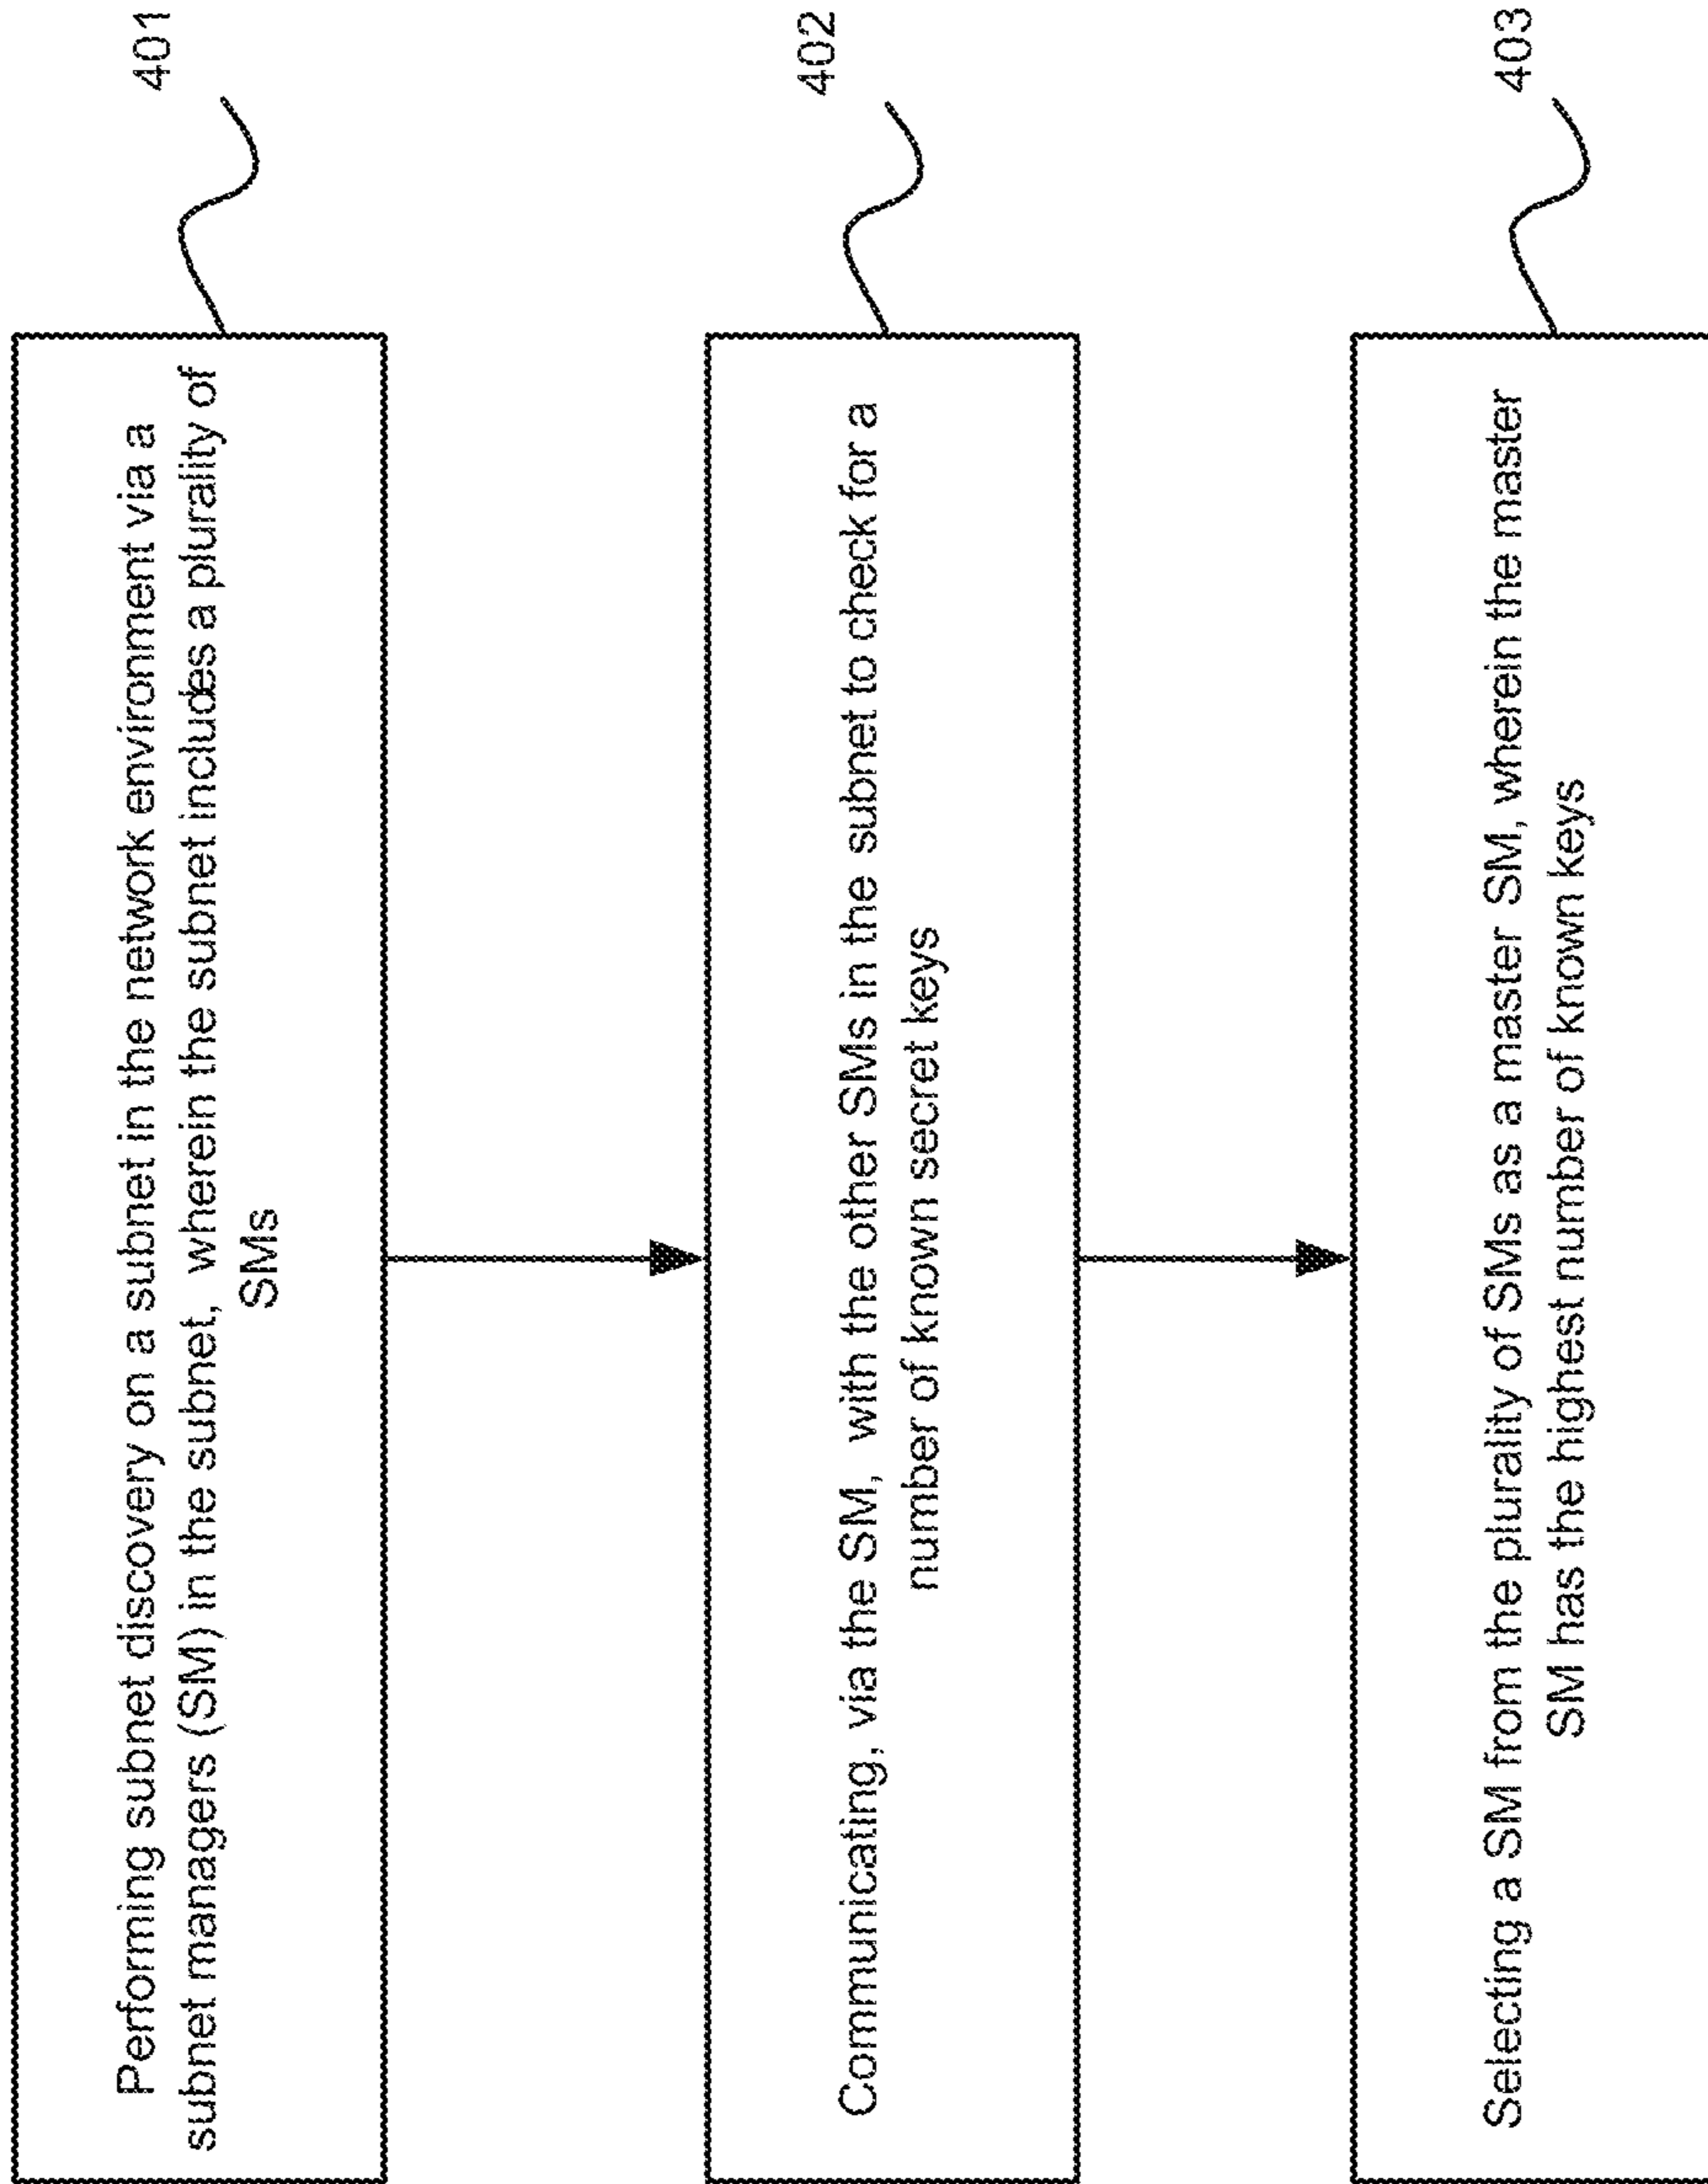 Performing subnet discovery on a subnet in the network environment via a
subnet managers (SM) in the subnet, wherein the subnet includes a plurality of
SMs
401
Communicating, via the SM, with the other SMs in the subnet to check for a
number of known secret keys
402
Selecting a SM from the plurality of SMs as a master SM, wherein the master
SM has the highest number of known keys
403